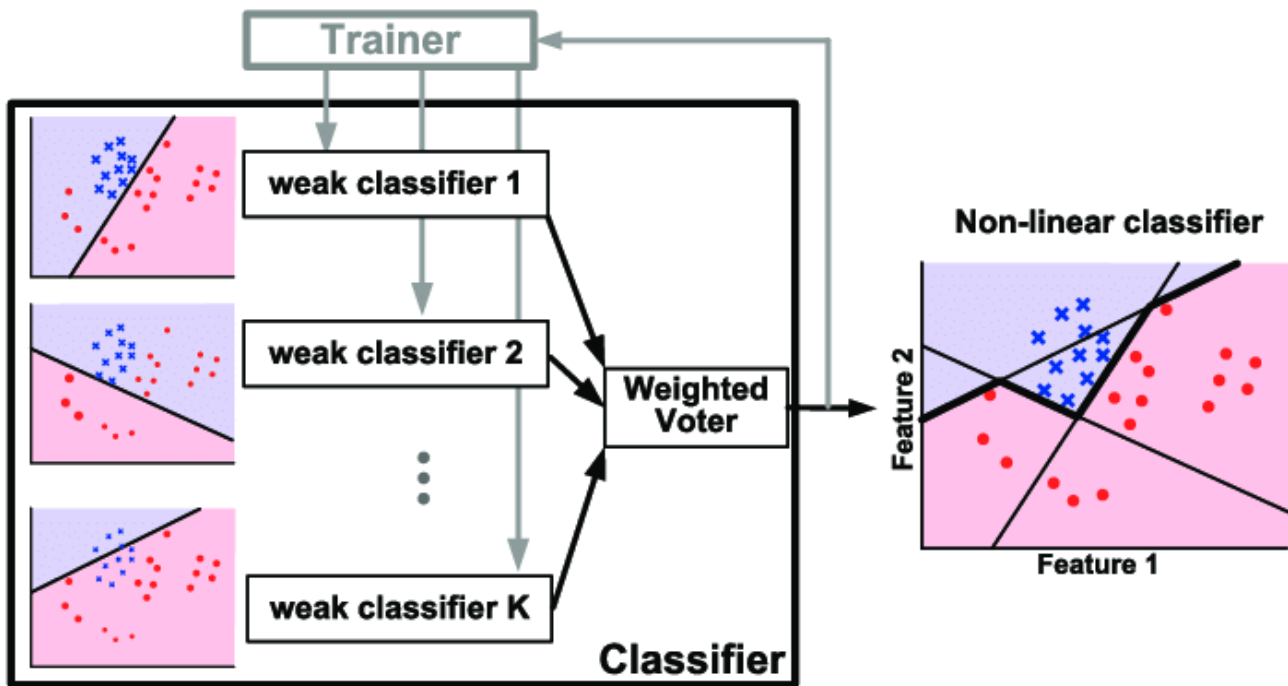 Trainer
weak classifier 1
weak classifier 2
weak classifier K
Weighted
Voter
Classifier
Non-linear classifier
Feature 2
Feature 1